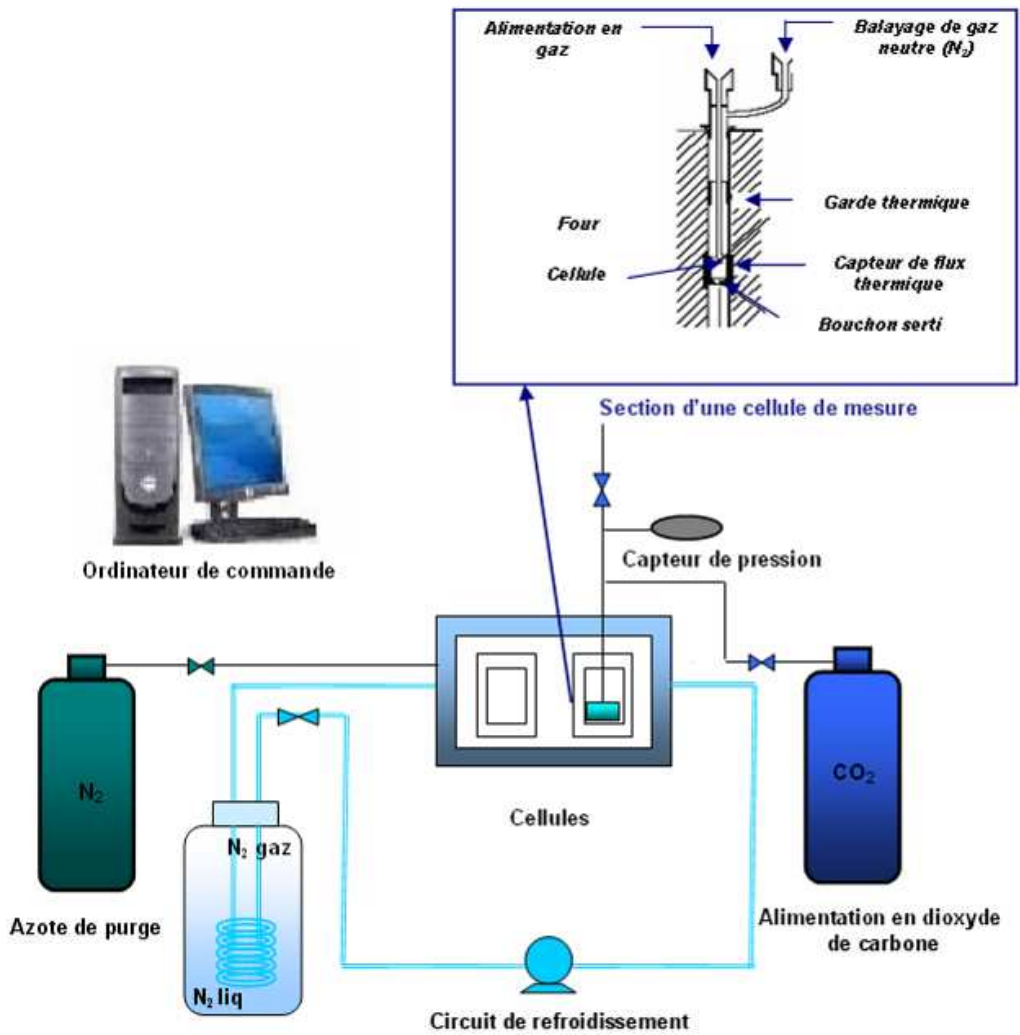 Alimentation en
gaz
Balayage de gaz
neutre (N₂)
Garde thermique
Four
Cellule
Capteur de flux
thermique
Bouchon serti
Section d'une cellule de mesure
Capteur de pression
Ordinateur de commande
N₂
CO₂
Cellules
N₂ gaz
Azote de purge
Alimentation en dioxyde
de carbone
N₂ liq
Circuit de refroidissement